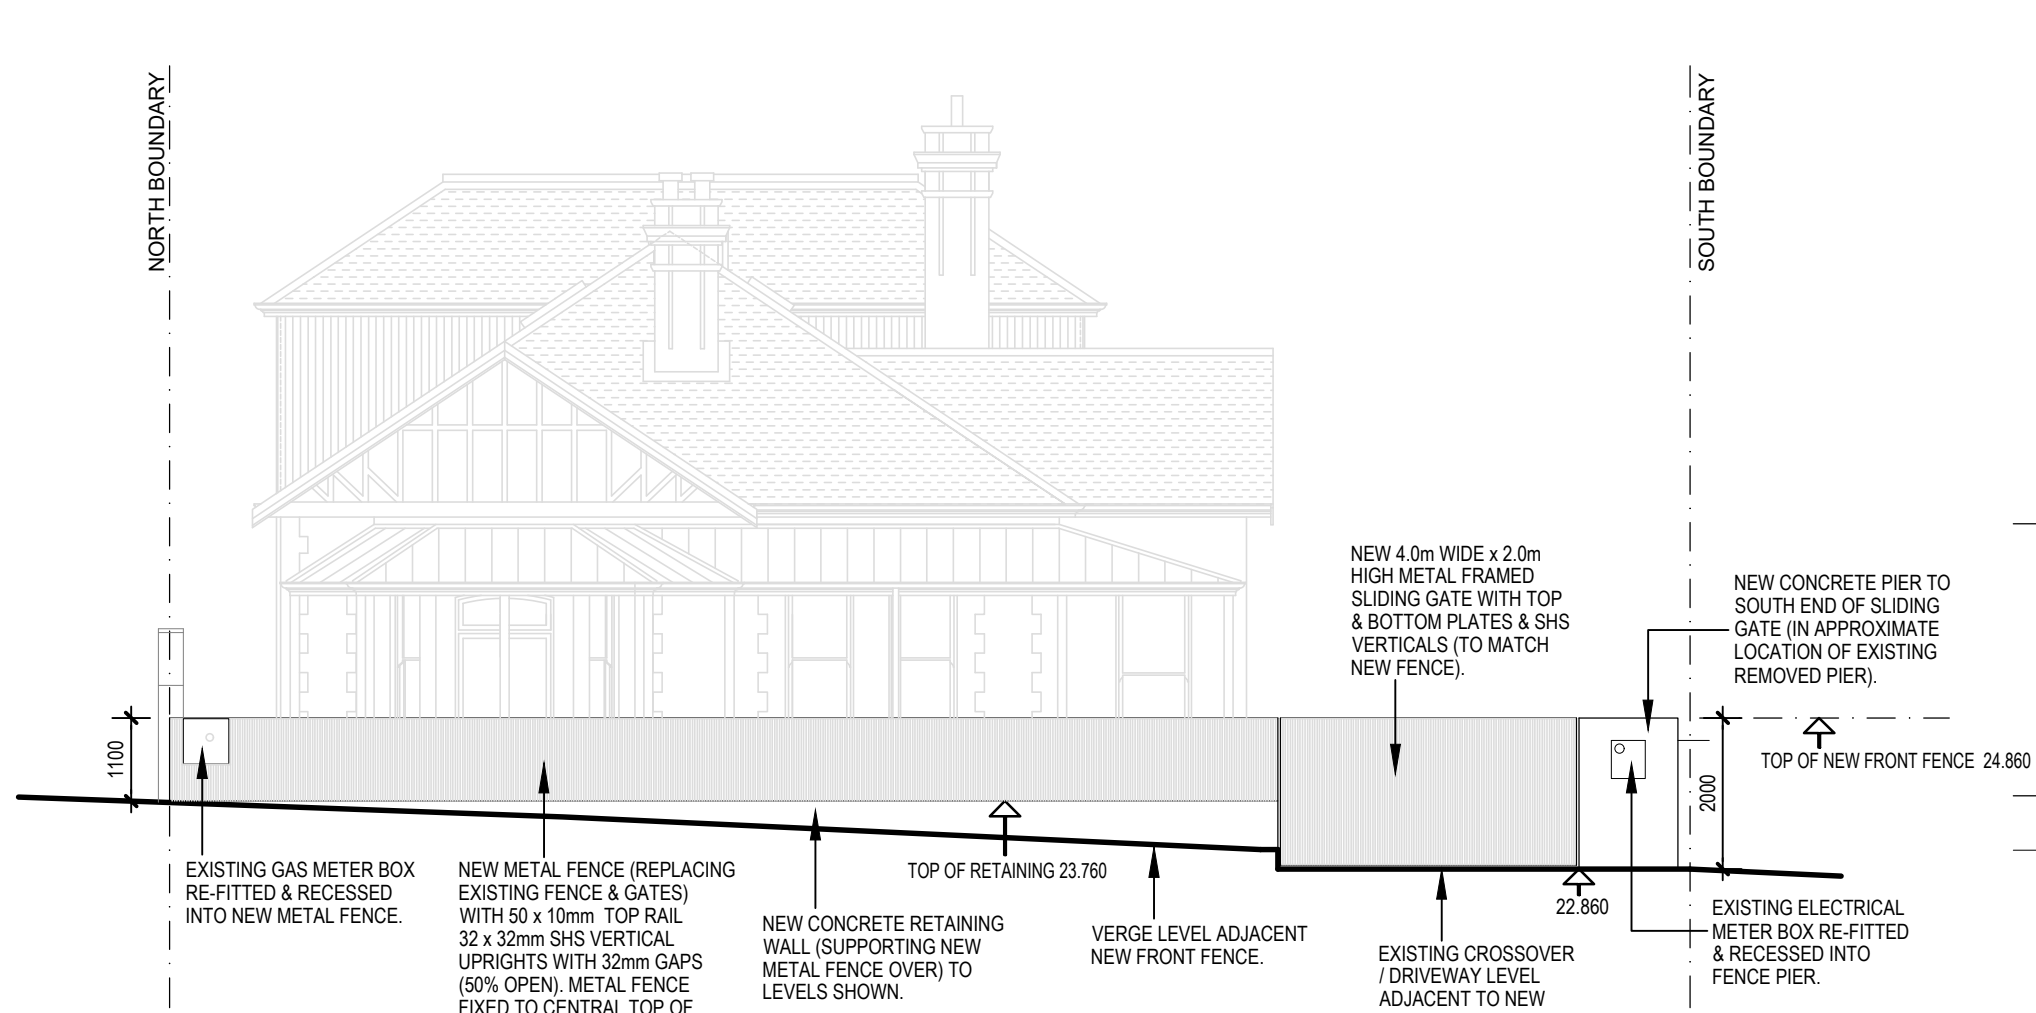 NORTH BOUNDARY
SOUTH BOUNDARY
NEW 4.0m WIDE x 2.0m
HIGH METAL FRAMED
SLIDING GATE WITH TOP
& BOTTOM PLATES & SHS
VERTICALS (TO MATCH
NEW FENCE).
NEW CONCRETE PIER TO
SOUTH END OF SLIDING
GATE (IN APPROXIMATE
LOCATION OF EXISTING
REMOVED PIER).
1100
2000
TOP OF NEW FRONT FENCE 24.860
EXISTING GAS METER BOX
RE-FITTED & RECESSED
INTO NEW METAL FENCE.
NEW METAL FENCE (REPLACING
EXISTING FENCE & GATES)
WITH 50 x 10mm TOP RAIL
32 x 32mm SHS VERTICAL
UPRIGHTS WITH 32mm GAPS
(50% OPEN). METAL FENCE
FIXED TO CENTRAL TOP OF
NEW CONCRETE RETAINING
WALL (SUPPORTING NEW
METAL FENCE OVER) TO
LEVELS SHOWN.
TOP OF RETAINING 23.760
VERGE LEVEL ADJACENT
NEW FRONT FENCE.
EXISTING CROSSOVER
/ DRIVEWAY LEVEL
ADJACENT TO NEW
22.860
EXISTING ELECTRICAL
METER BOX RE-FITTED
& RECESSED INTO
FENCE PIER.